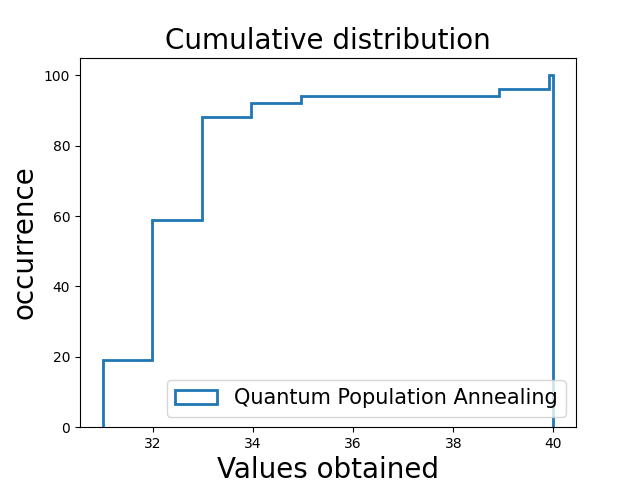 Cumulative distribution
100
80
60
40
20
0
occurrence
Quantum Population Annealing
32 34 36 38 40
Values obtained